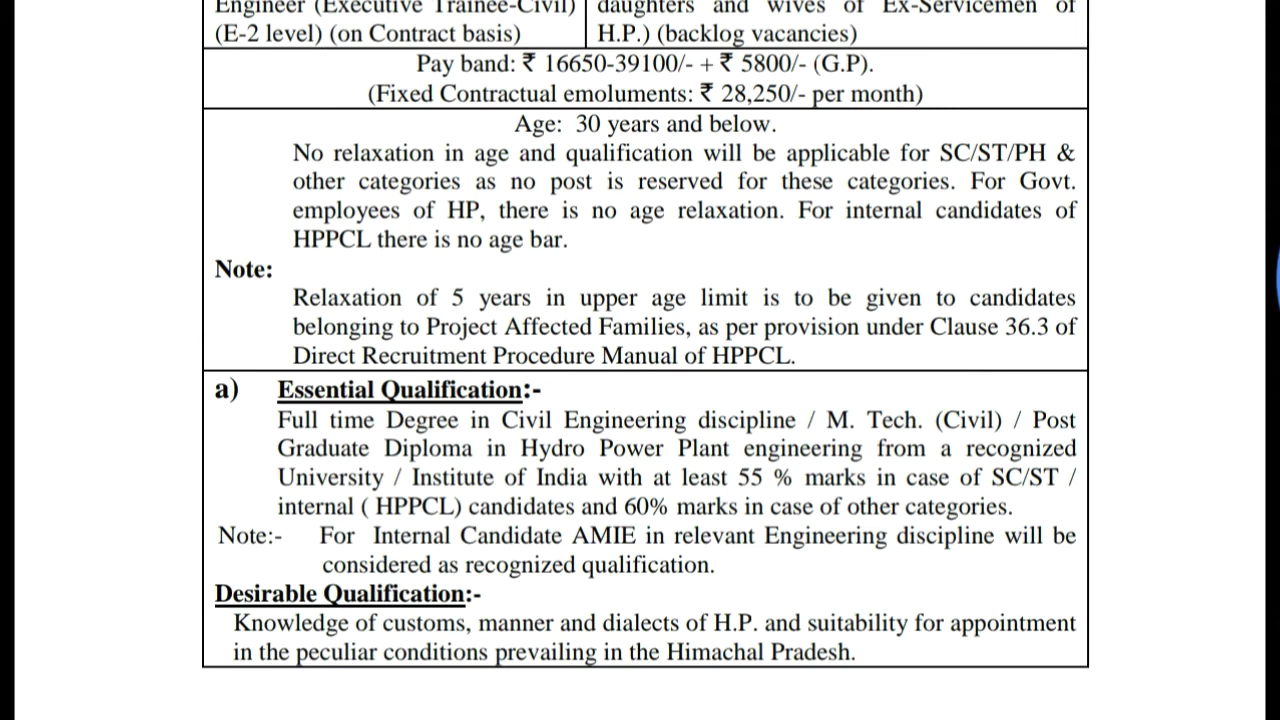 Engineer (Executive Trainee-Civil)
(E-2 level) (on Contract basis)
daughters and wives of Ex-Servicemen of
H.P.) (backlog vacancies)
Pay band: ₹ 16650-39100/- + ₹ 5800/- (G.P).
(Fixed Contractual emoluments: ₹ 28,250/- per month)
Age: 30 years and below.
No relaxation in age and qualification will be applicable for SC/ST/PH &
other categories as no post is reserved for these categories. For Govt.
employees of HP, there is no age relaxation. For internal candidates of
HPPCL there is no age bar.
Note:
Relaxation of 5 years in upper age limit is to be given to candidates
belonging to Project Affected Families, as per provision under Clause 36.3 of
Direct Recruitment Procedure Manual of HPPCL.
a) Essential Qualification:-
Full time Degree in Civil Engineering discipline / M. Tech. (Civil) / Post
Graduate Diploma in Hydro Power Plant engineering from a recognized
University / Institute of India with at least 55 % marks in case of SC/ST /
internal ( HPPCL) candidates and 60% marks in case of other categories.
Note:- For Internal Candidate AMIE in relevant Engineering discipline will be
considered as recognized qualification.
Desirable Qualification:-
Knowledge of customs, manner and dialects of H.P. and suitability for appointment
in the peculiar conditions prevailing in the Himachal Pradesh.